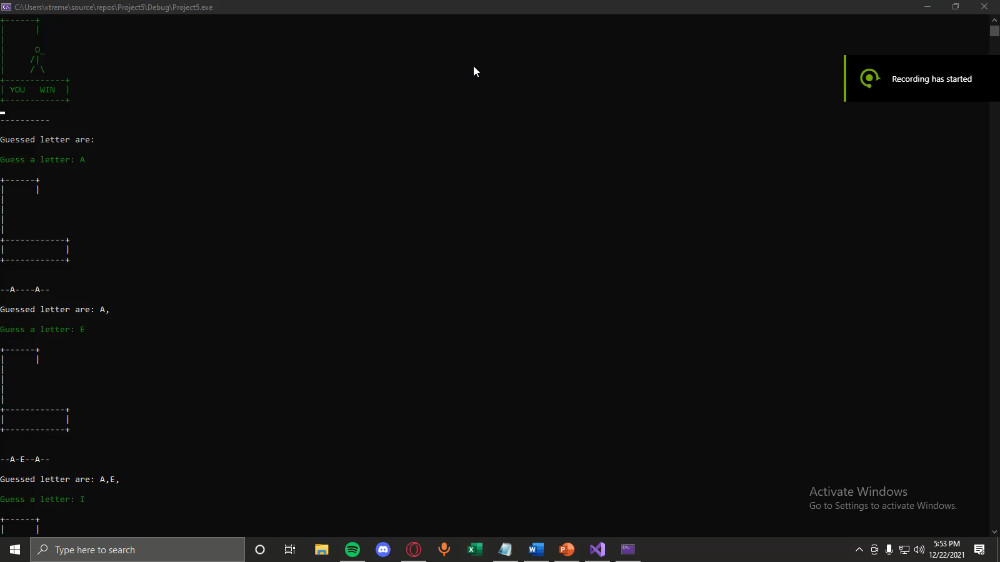 C:\Users\xtreme\source\repos\Project5\Debug\Project5.exe
+------+
|      |
|
|      O_
|     /|
|     / \
+------------+
| YOU   WIN  |
+------------+
----------
Guessed letter are:
Guess a letter: A
+------+
|      |
|
|
|
|
+------------+
|            |
+------------+
--A----A--
Guessed letter are: A,
Guess a letter: E
+------+
|      |
|
|
|
|
+------------+
|            |
+------------+
--A-E--A--
Guessed letter are: A,E,
Guess a letter: I
+------+
|      |
Recording has started
Activate Windows
Go to Settings to activate Windows.
Type here to search
5:53 PM
12/22/2021